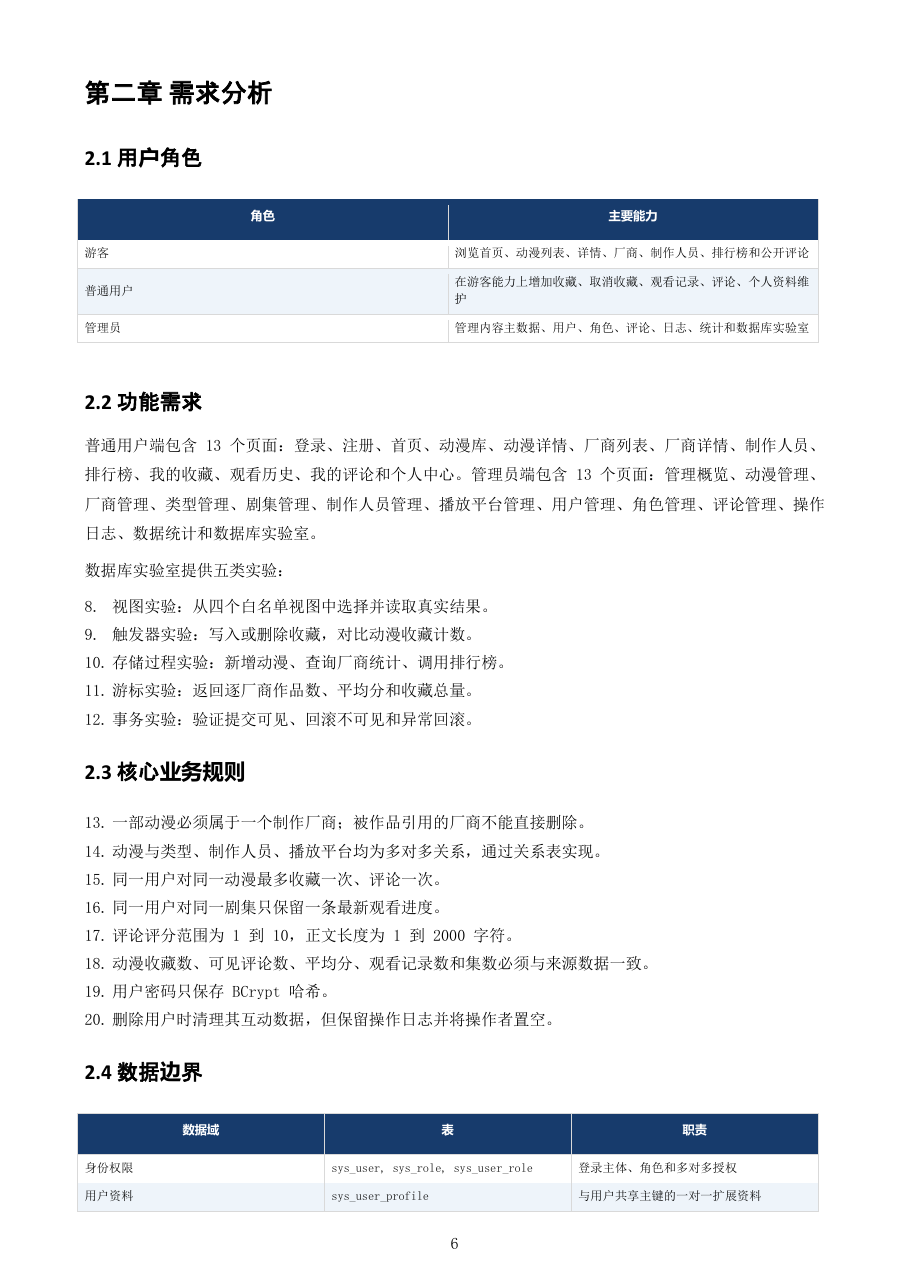 第二章 需求分析
2.1 用户角色
角色 主要能力
游客 浏览首页、动漫列表、详情、厂商、制作人员、排行榜和公开评论
普通用户 在游客能力上增加收藏、取消收藏、观看记录、评论、个人资料维
护
管理员 管理内容主数据、用户、角色、评论、日志、统计和数据库实验室
2.2 功能需求
普通用户端包含 13 个页面：登录、注册、首页、动漫库、动漫详情、厂商列表、厂商详情、制作人员、
排行榜、我的收藏、观看历史、我的评论和个人中心。管理员端包含 13 个页面：管理概览、动漫管理、
厂商管理、类型管理、剧集管理、制作人员管理、播放平台管理、用户管理、角色管理、评论管理、操作
日志、数据统计和数据库实验室。
数据库实验室提供五类实验：
8. 视图实验：从四个白名单视图中选择并读取真实结果。
9. 触发器实验：写入或删除收藏，对比动漫收藏计数。
10. 存储过程实验：新增动漫、查询厂商统计、调用排行榜。
11. 游标实验：返回逐厂商作品数、平均分和收藏总量。
12. 事务实验：验证提交可见、回滚不可见和异常回滚。
2.3 核心业务规则
13. 一部动漫必须属于一个制作厂商；被作品引用的厂商不能直接删除。
14. 动漫与类型、制作人员、播放平台均为多对多关系，通过关系表实现。
15. 同一用户对同一动漫最多收藏一次、评论一次。
16. 同一用户对同一剧集只保留一条最新观看进度。
17. 评论评分范围为 1 到 10，正文长度为 1 到 2000 字符。
18. 动漫收藏数、可见评论数、平均分、观看记录数和集数必须与来源数据一致。
19. 用户密码只保存 BCrypt 哈希。
20. 删除用户时清理其互动数据，但保留操作日志并将操作者置空。
2.4 数据边界
数据域 表 职责
身份权限 sys_user, sys_role, sys_user_role 登录主体、角色和多对多授权
用户资料 sys_user_profile 与用户共享主键的一对一扩展资料
6